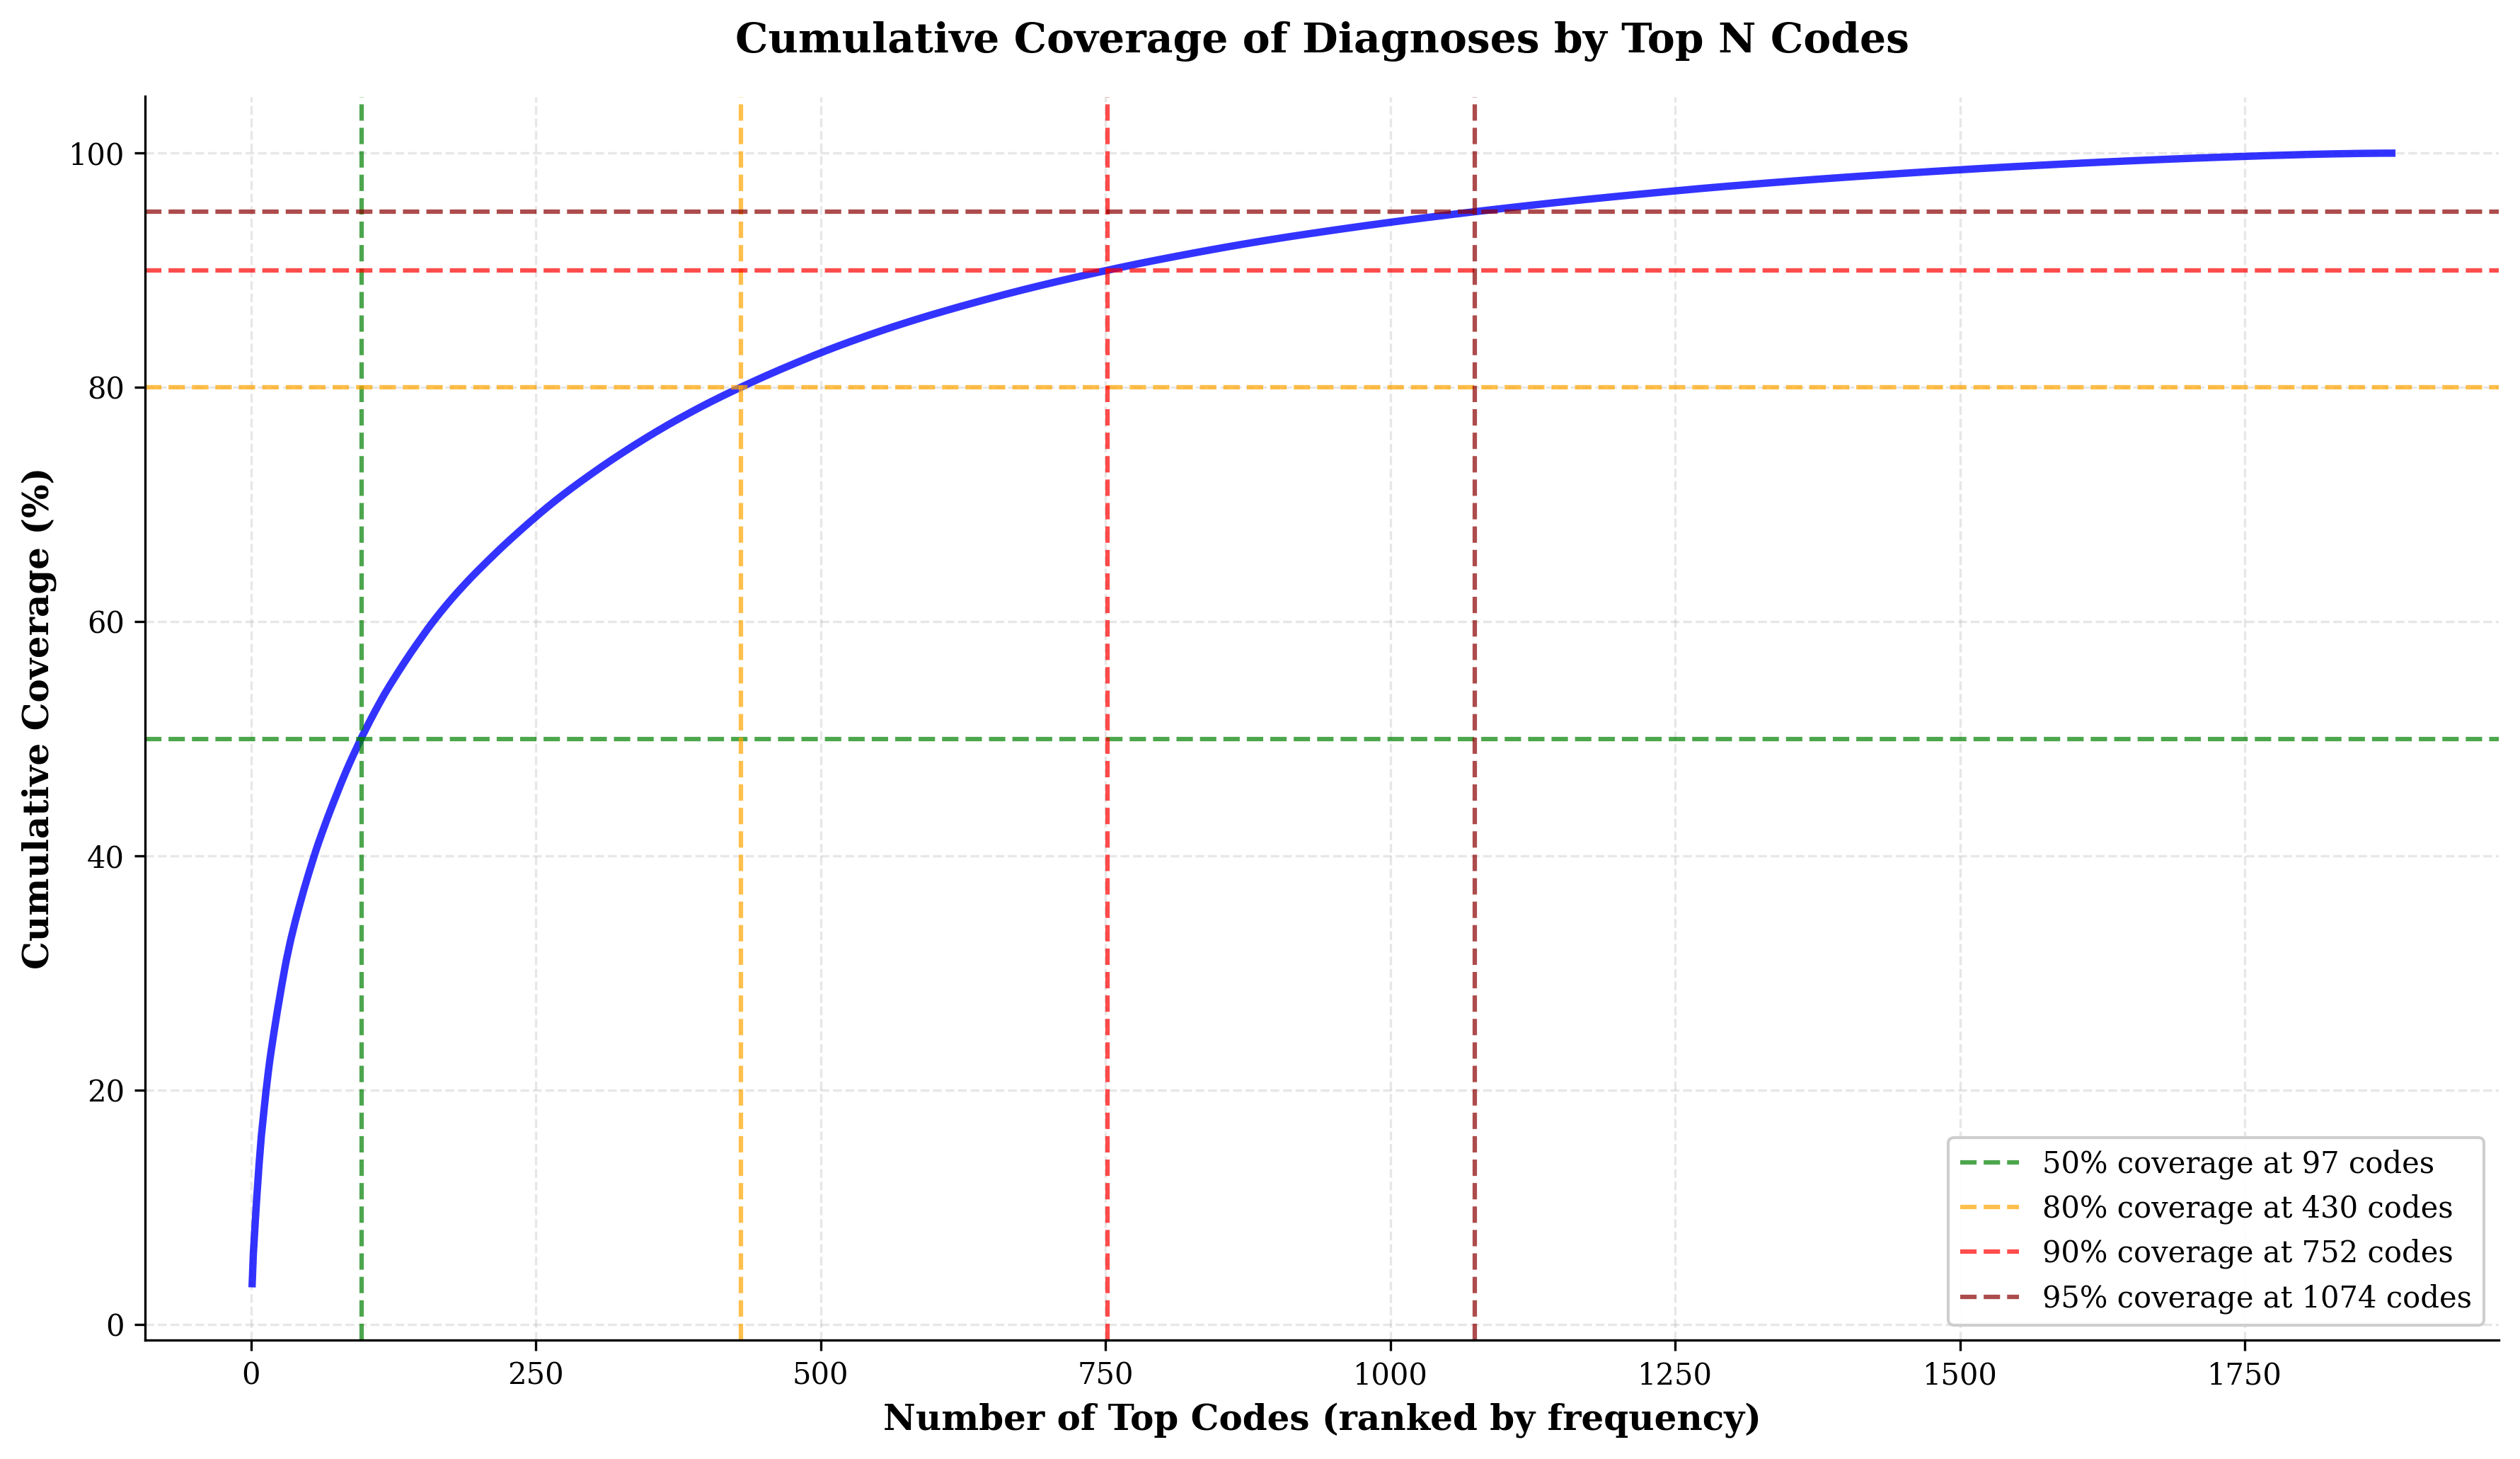 Cumulative Coverage of Diagnoses by Top N Codes
Cumulative Coverage (%)
100
80
60
40
20
0
0 250 500 750 1000 1250 1500 1750
Number of Top Codes (ranked by frequency)
50% coverage at 97 codes
80% coverage at 430 codes
90% coverage at 752 codes
95% coverage at 1074 codes